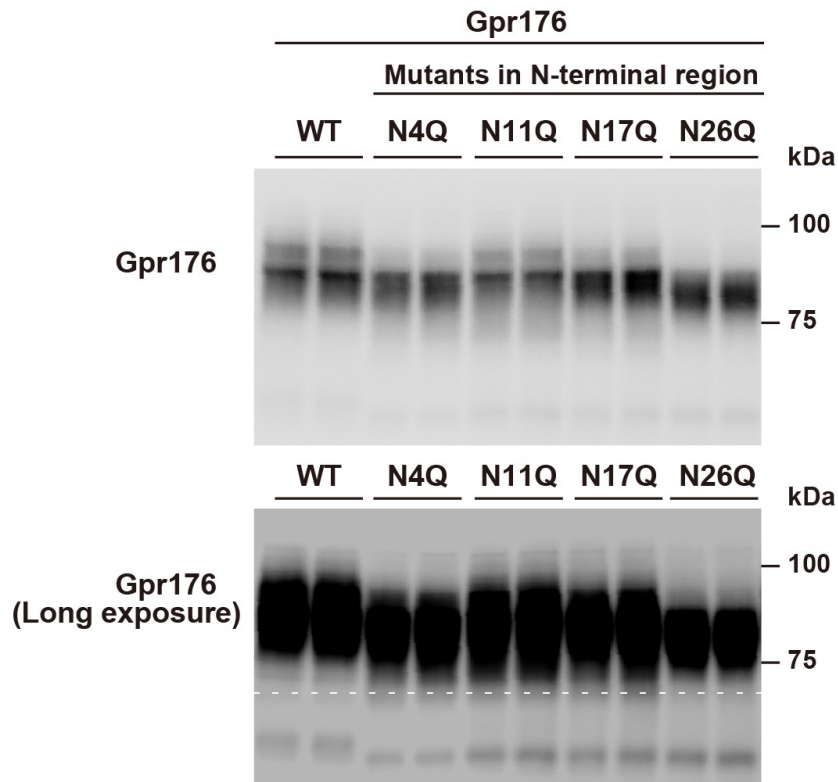 Gpr176
Mutants in N-terminal region
WT N4Q N11Q N17Q N26Q
kDa
Gpr176
100
75
WT N4Q N11Q N17Q N26Q
kDa
Gpr176
(Long exposure)
100
75